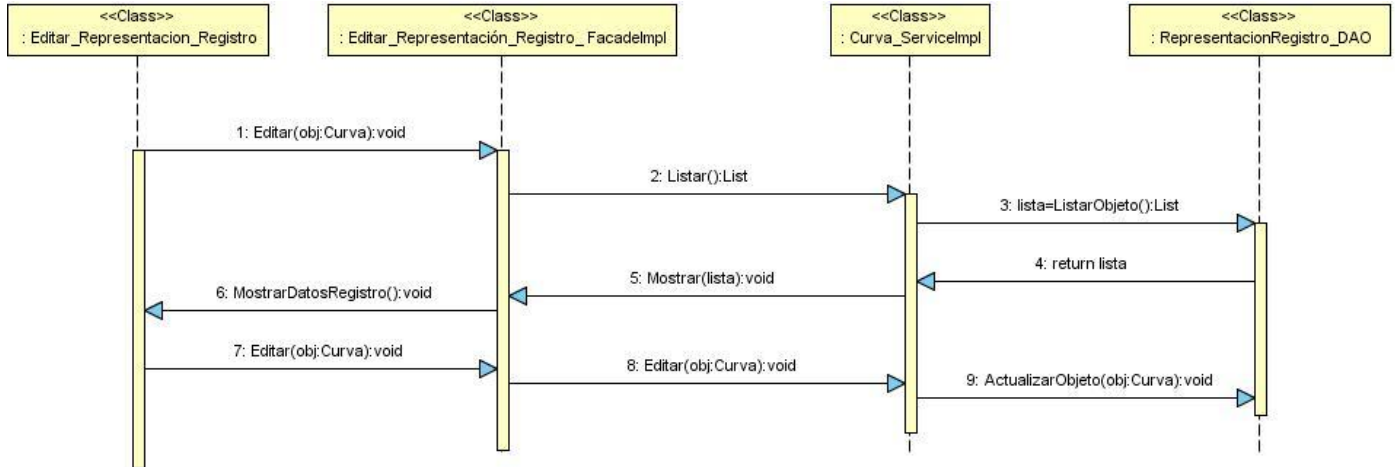 <<Class>>
: Editar_Representacion_Registro
<<Class>>
: Editar_Representación_Registro_ FacadeImpl
<<Class>>
: Curva_ServiceImpl
<<Class>>
: RepresentacionRegistro_DAO
1: Editar(obj:Curva):void
2: Listar():List
3: lista=ListarObjeto():List
4: return lista
5: Mostrar(lista):void
6: MostrarDatosRegistro():void
7: Editar(obj:Curva):void
8: Editar(obj:Curva):void
9: ActualizarObjeto(obj:Curva):void